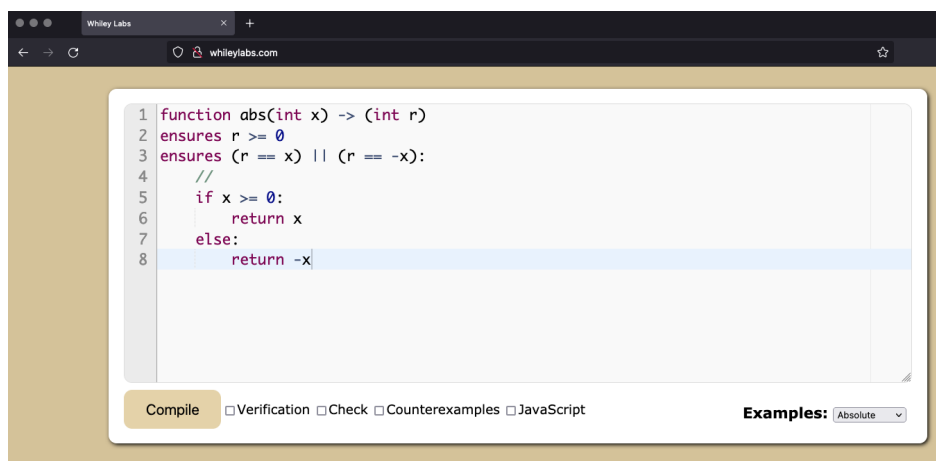 Whiley Labs × +
whileylabs.com
1 function abs(int x) -> (int r)
2 ensures r >= 0
3 ensures (r == x) || (r == -x):
4     //
5     if x >= 0:
6         return x
7     else:
8         return -x
Compile Verification Check Counterexamples JavaScript Examples: Absolute